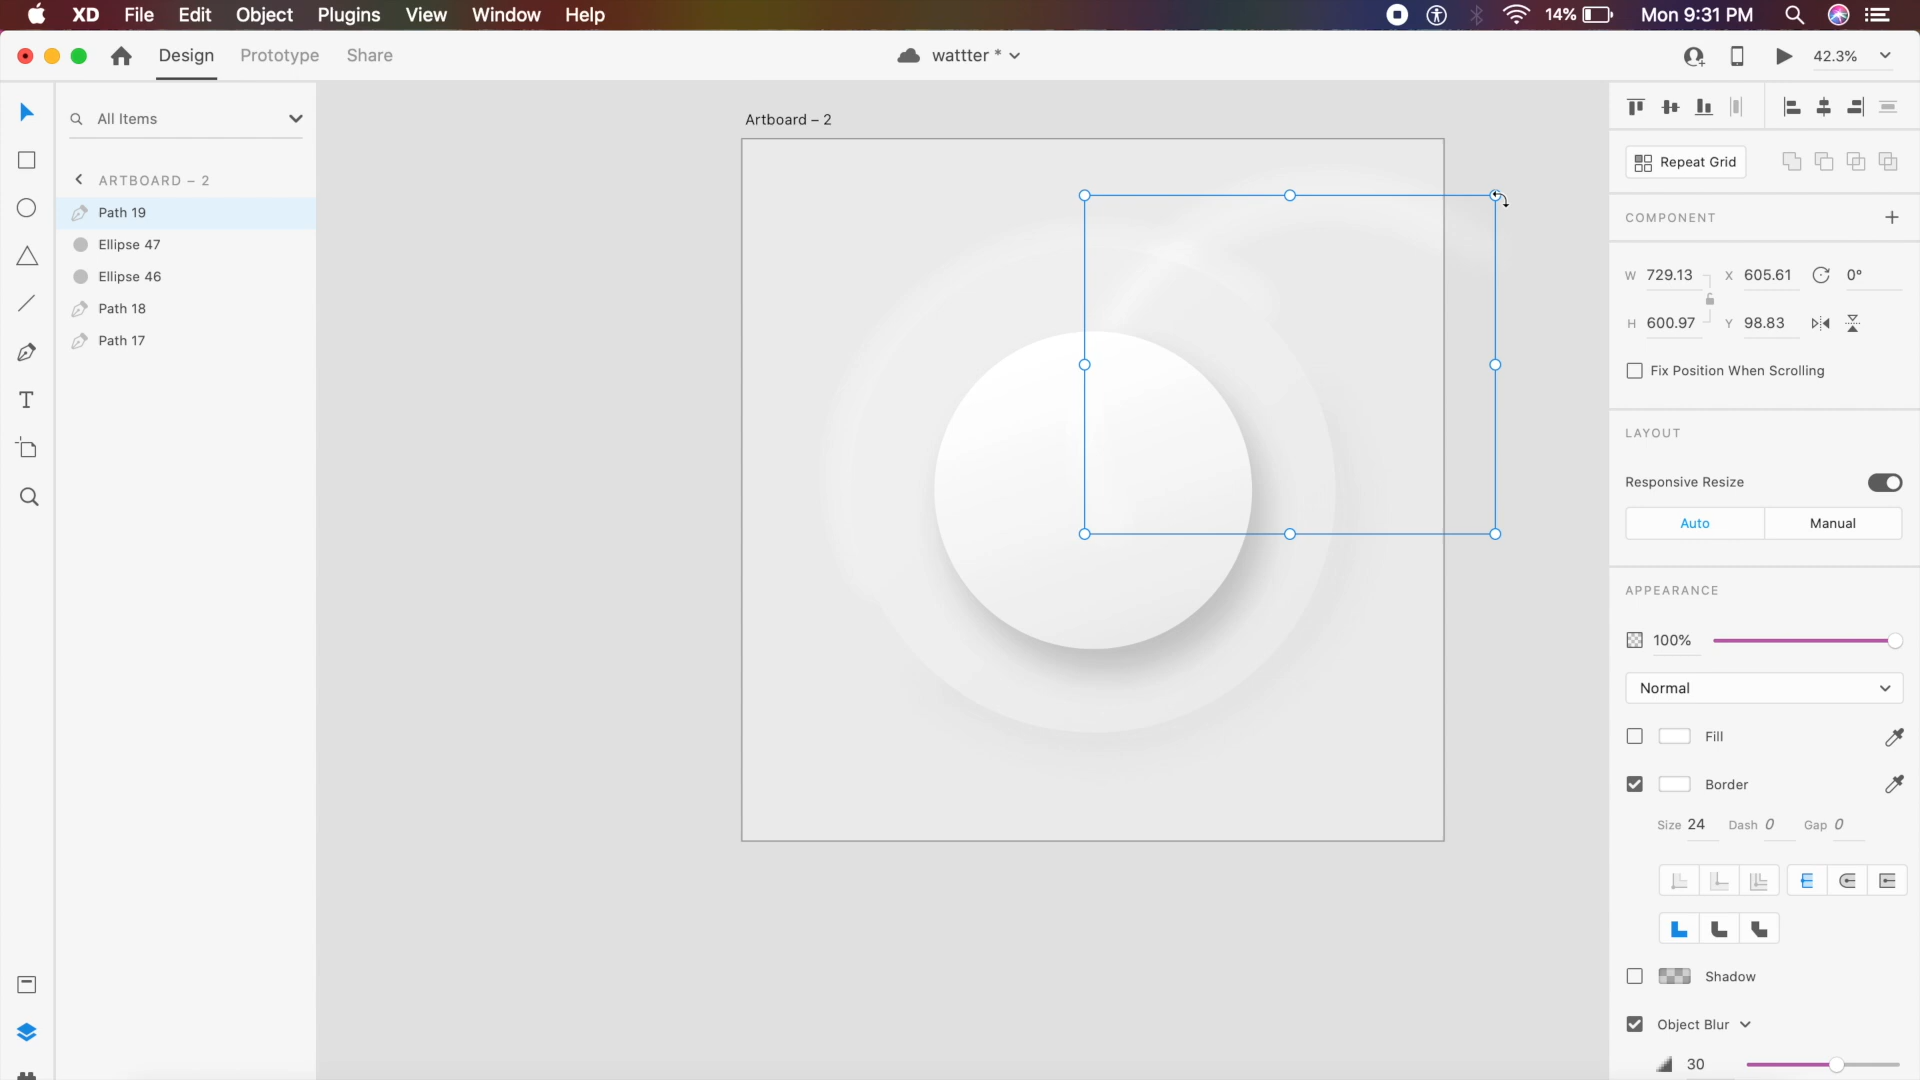 XD File Edit Object Plugins View Window Help 14% Mon 9:31 PM
Design Prototype Share wattter * 42.3%
All Items
ARTBOARD – 2
Path 19
Ellipse 47
Ellipse 46
Path 18
Path 17
Artboard – 2
Repeat Grid
COMPONENT
W 729.13 X 605.61 0°
H 600.97 Y 98.83
Fix Position When Scrolling
LAYOUT
Responsive Resize
Auto Manual
APPEARANCE
100%
Normal
Fill
Border
Size 24 Dash 0 Gap 0
Shadow
Object Blur
30